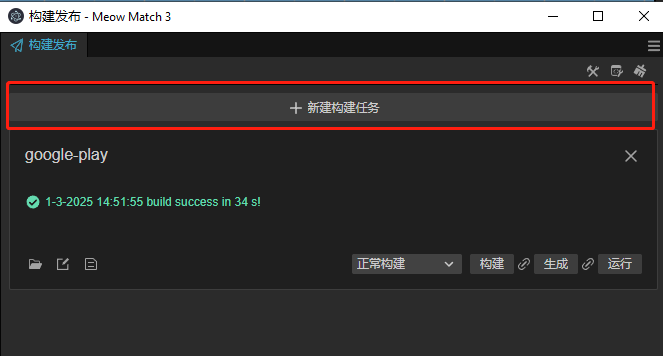 构建发布 - Meow Match 3
构建发布
新建构建任务
google-play
1-3-2025 14:51:55 build success in 34 s!
正常构建 构建 生成 运行